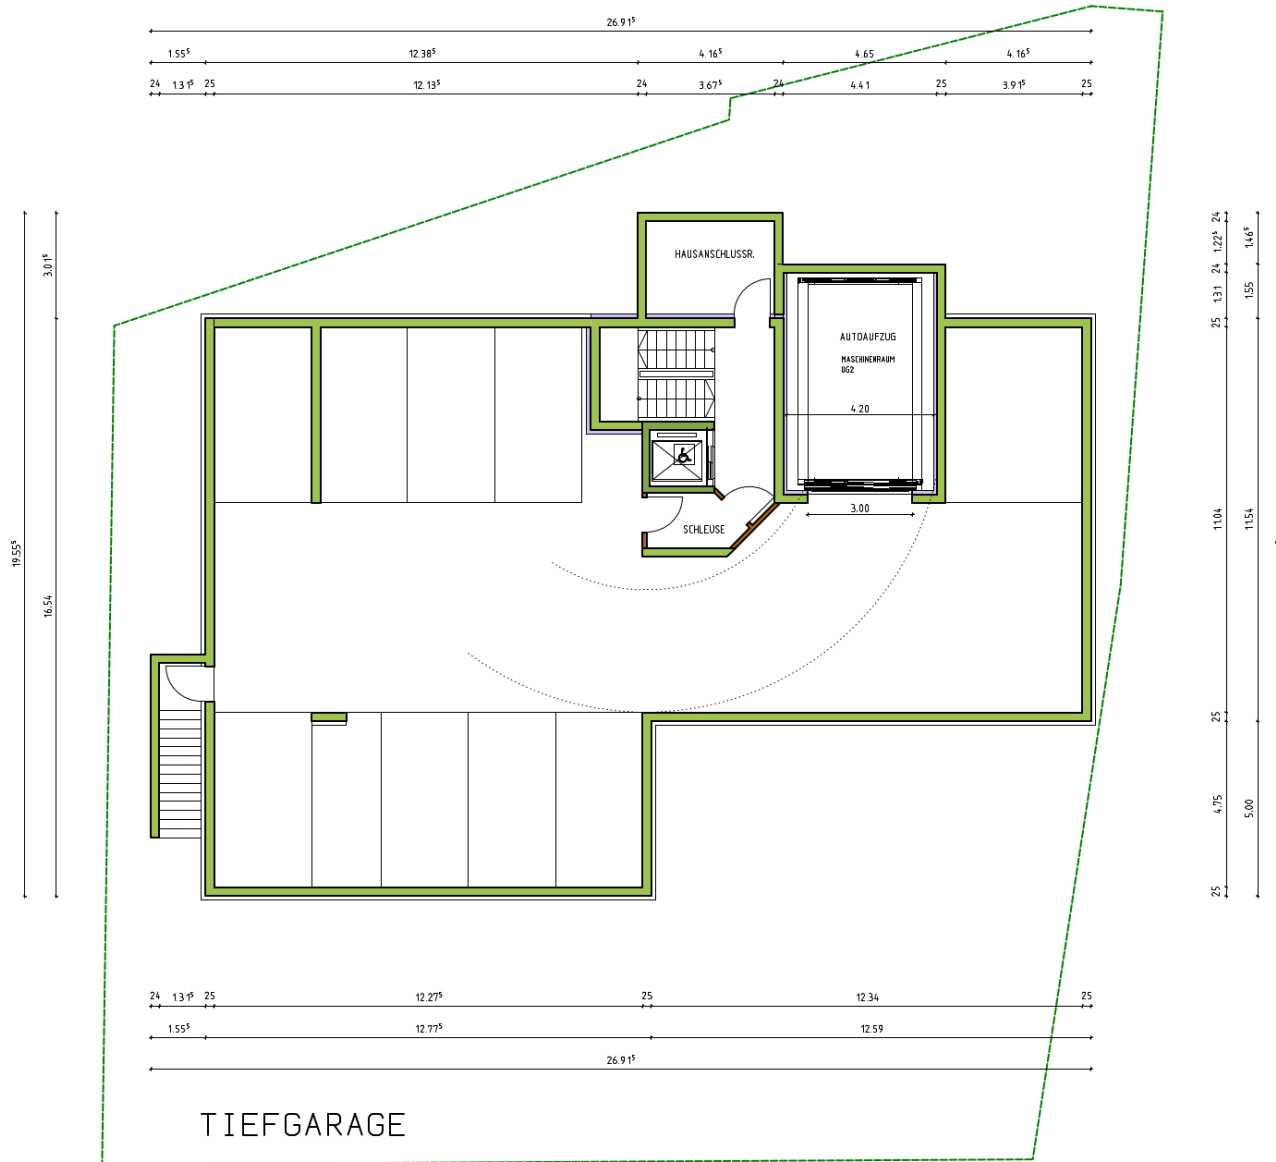 26.91⁵
1.55⁵ 12.38⁵ 4.16⁵ 4.65 4.16⁵
24 1.31⁵ 25 12.13⁵ 24 3.67⁵ 24 4.41 25 3.91⁵ 25
HAUSANSCHLUSSR.
AUTOAUFZUG
MASCHINENRAUM
UG2
4.20
3.00
SCHLEUSE
3.01⁵
19.55⁵
16.54
24
1.22⁵ 1.46⁵
24
1.31 1.55
25
11.04 11.54
25
4.75 5.00
25
24 1.31⁵ 25 12.27⁵ 25 12.34 25
1.55⁵ 12.77⁵ 12.59
26.91⁵
TIEFGARAGE